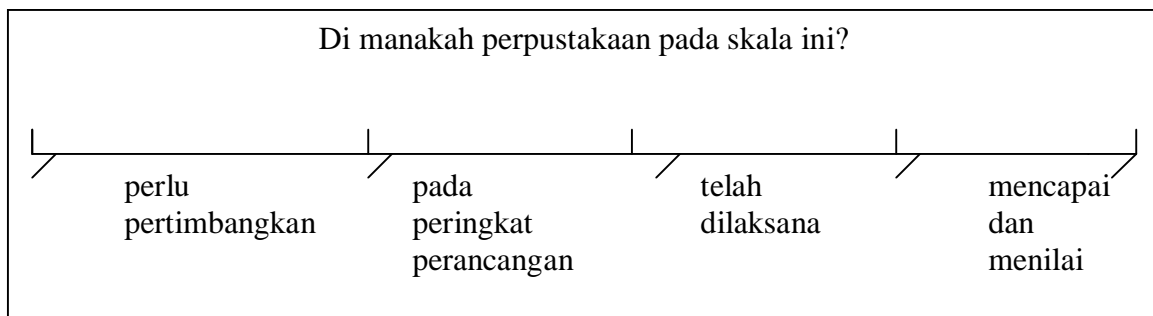 Di manakah perpustakaan pada skala ini?
perlu
pertimbangkan
pada
peringkat
perancangan
telah
dilaksana
mencapai
dan
menilai